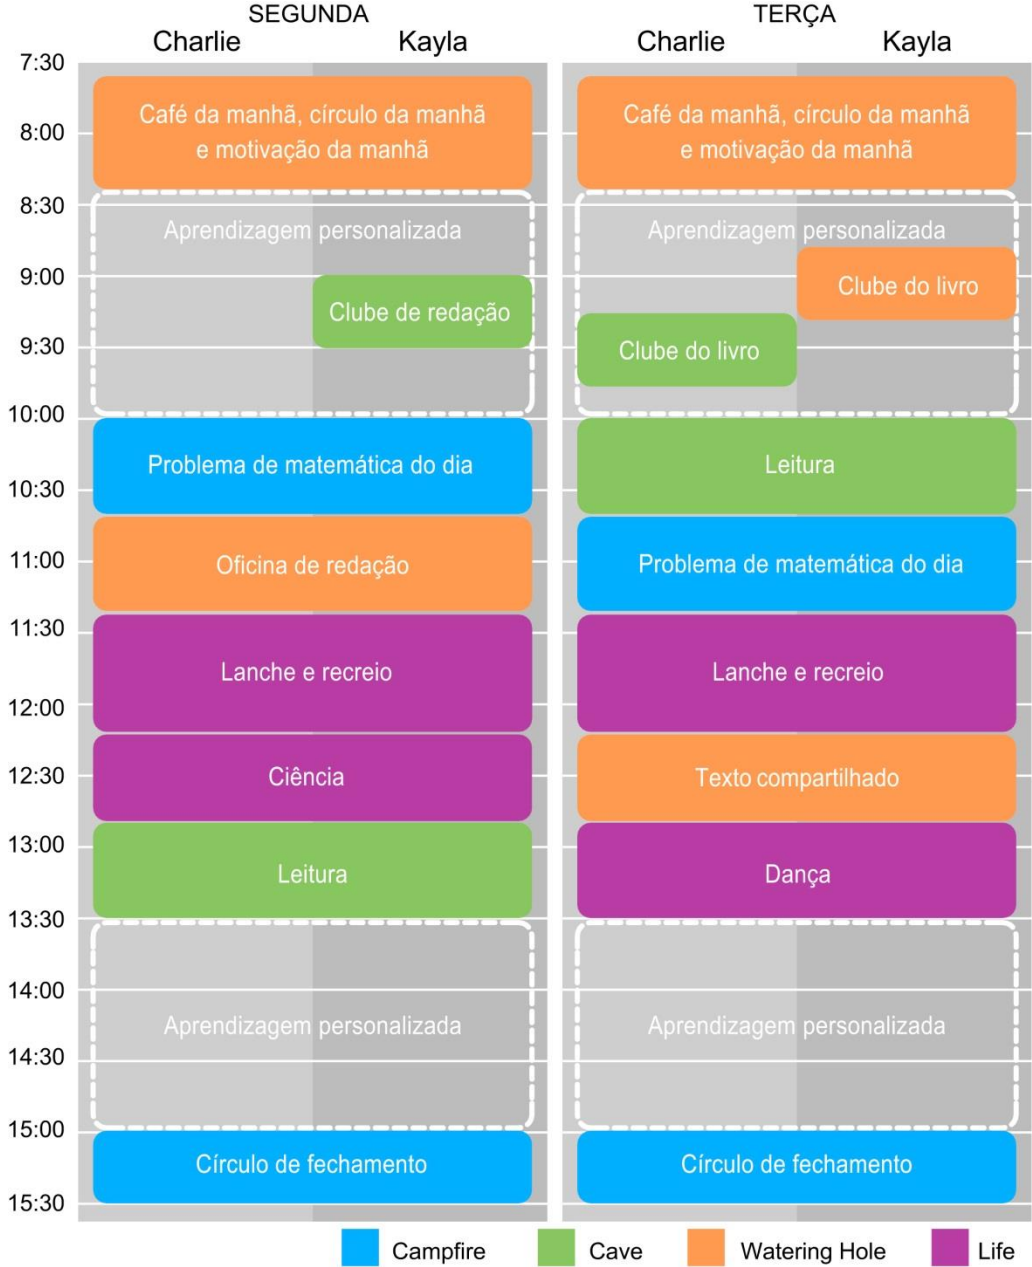 SEGUNDA
Charlie
Kayla
TERÇA
Charlie
Kayla
7:30
8:00
8:30
9:00
9:30
10:00
10:30
11:00
11:30
12:00
12:30
13:00
13:30
14:00
14:30
15:00
15:30
Café da manhã, círculo da manhã
e motivação da manhã
Aprendizagem personalizada
Clube de redação
Problema de matemática do dia
Oficina de redação
Lanche e recreio
Ciência
Leitura
Aprendizagem personalizada
Círculo de fechamento
Café da manhã, círculo da manhã
e motivação da manhã
Aprendizagem personalizada
Clube do livro
Clube do livro
Leitura
Problema de matemática do dia
Lanche e recreio
Texto compartilhado
Dança
Aprendizagem personalizada
Círculo de fechamento
Campfire
Cave
Watering Hole
Life